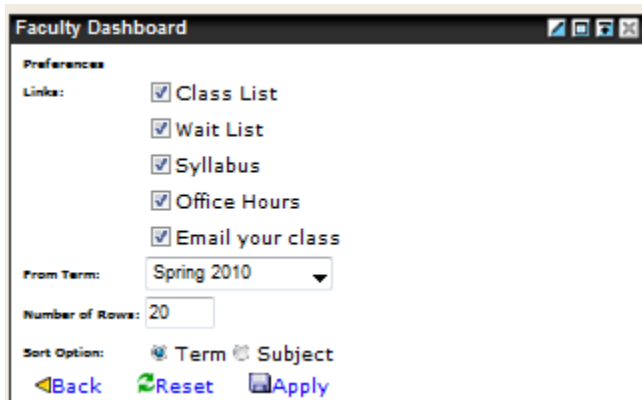 Faculty Dashboard
Preferences
Links: Class List
Wait List
Syllabus
Office Hours
Email your class
From Term: Spring 2010
Number of Rows: 20
Sort Option: Term Subject
Back Reset Apply